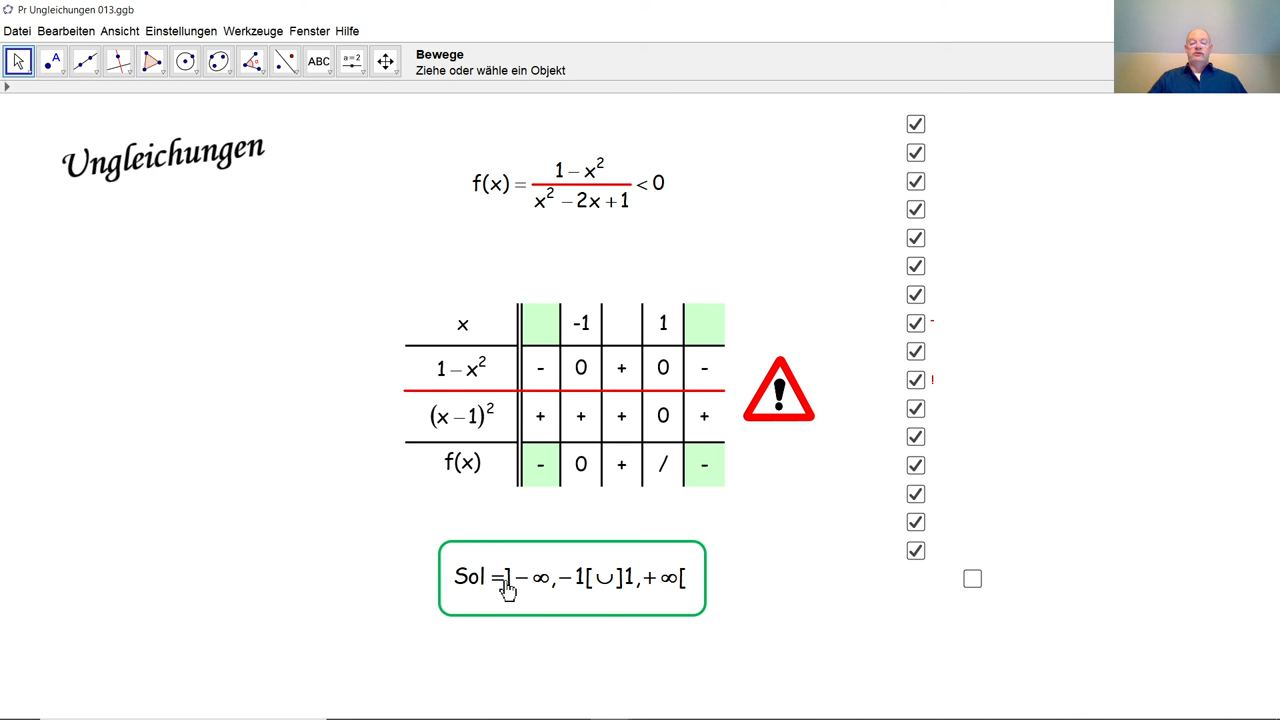 Pr Ungleichungen 013.ggb
Datei Bearbeiten Ansicht Einstellungen Werkzeuge Fenster Hilfe
ABC
a=2
Bewege
Ziehe oder wähle ein Objekt
Ungleichungen
f(x) = (1 − x²)/(x² − 2x + 1) < 0
x -1 1
1 − x² - 0 + 0 -
(x − 1)² + + + 0 +
f(x) - 0 + / -
!
-
!
Sol =]− ∞,− 1[ ∪ ]1,+ ∞[